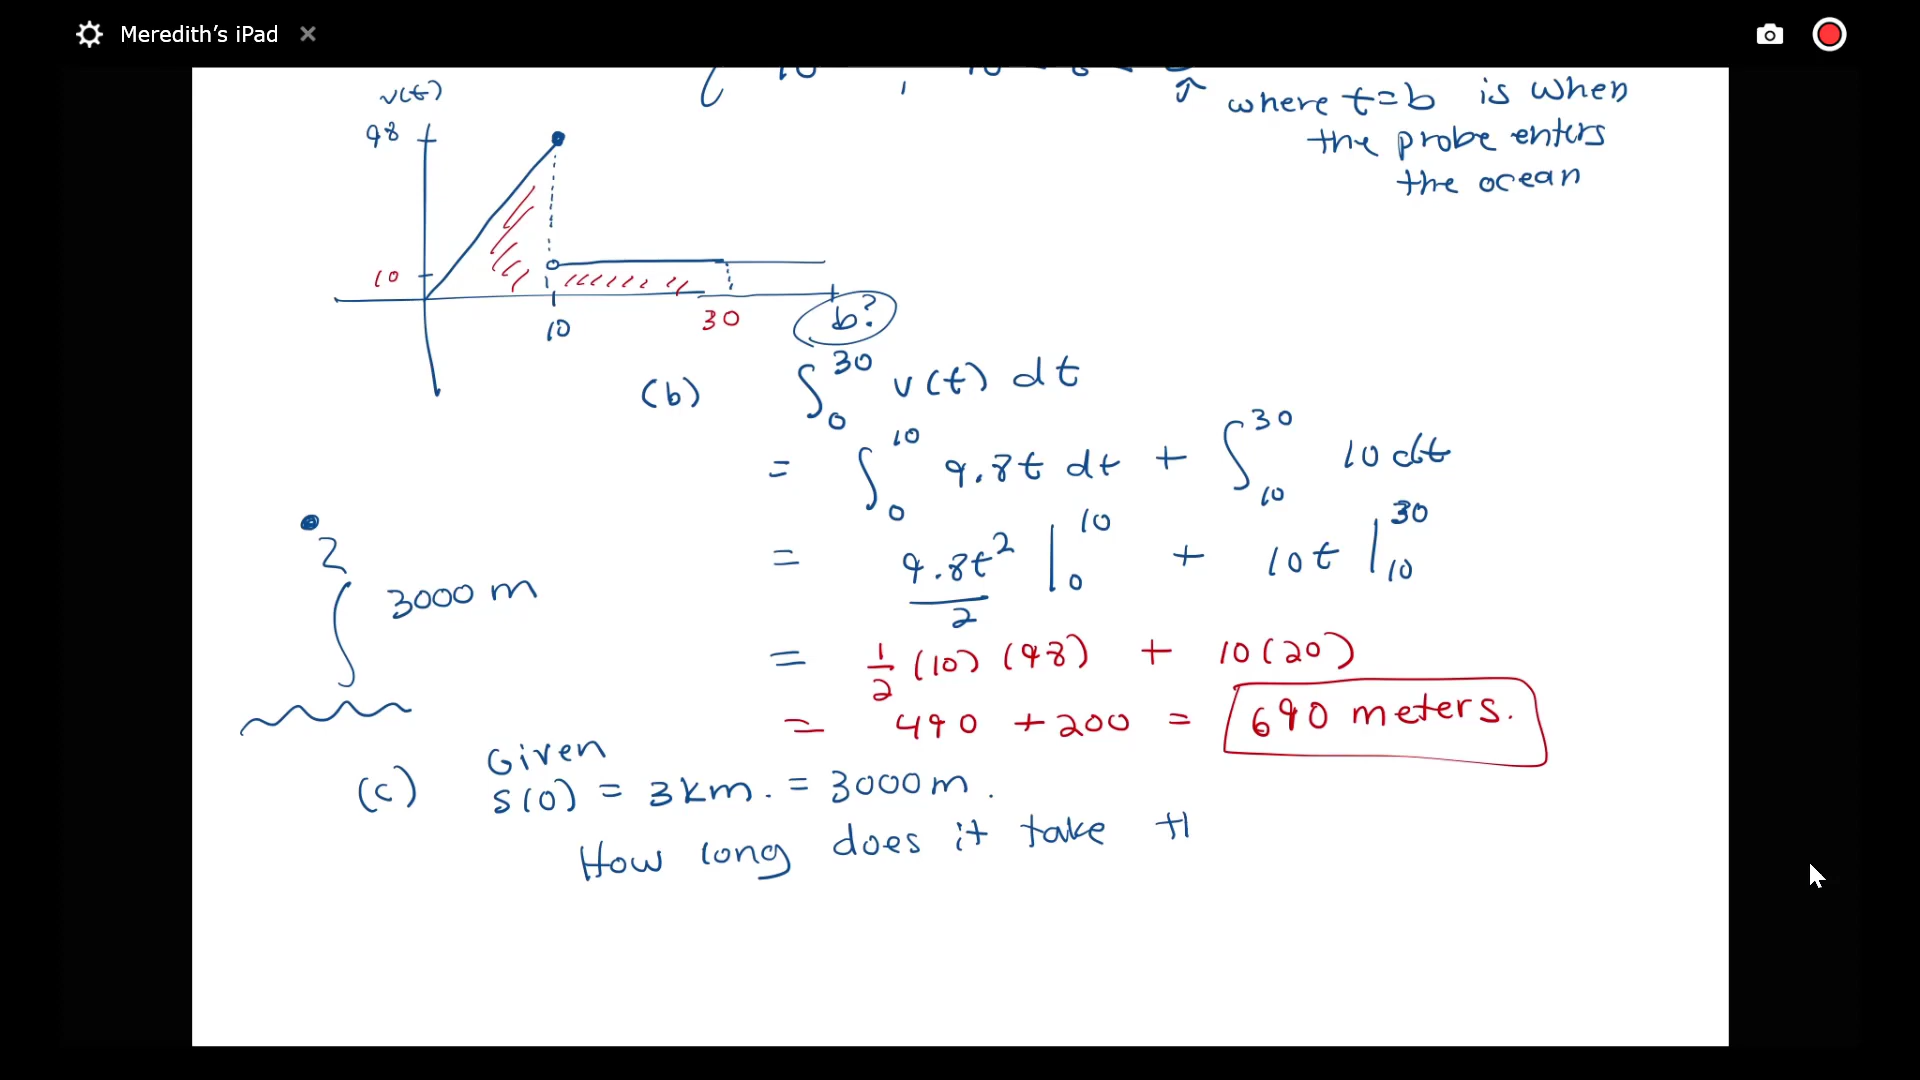 Meredith's iPad
v(t)
98
10
10
30
b?
where t=b is when
the probe enters
the ocean
(b) ∫₀³⁰ v(t) dt
= ∫₀¹⁰ 9.8t dt + ∫₁₀³⁰ 10 dt
= 9.8t²/2 |₀¹⁰ + 10t |₁₀³⁰
= 1/2 (10) (98) + 10(20)
= 490 + 200 = 690 meters.
3000 m
(c) Given
s(0) = 3km. = 3000m.
How long does it take th